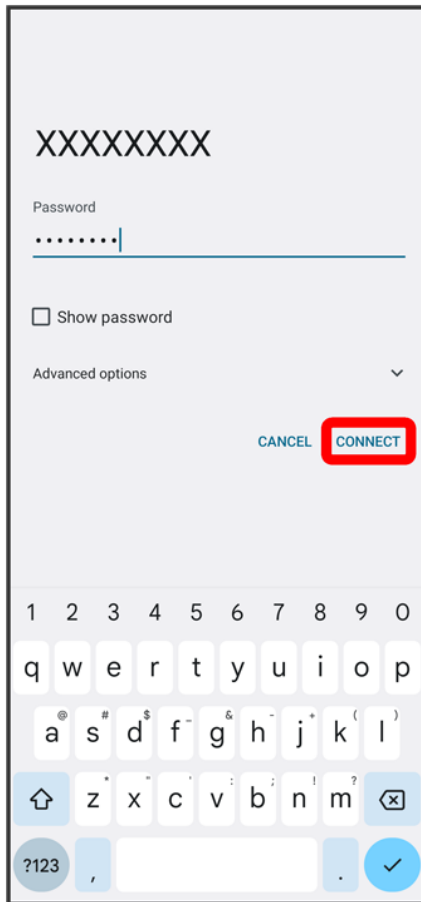 XXXXXXXX
Password
••••••••
Show password
Advanced options
CANCEL CONNECT
1 2 3 4 5 6 7 8 9 0
q w e r t y u i o p
@ # $ _ & - + ( )
a s d f g h j k l
* " ' : ; ! ?
z x c v b n m
?123 , .